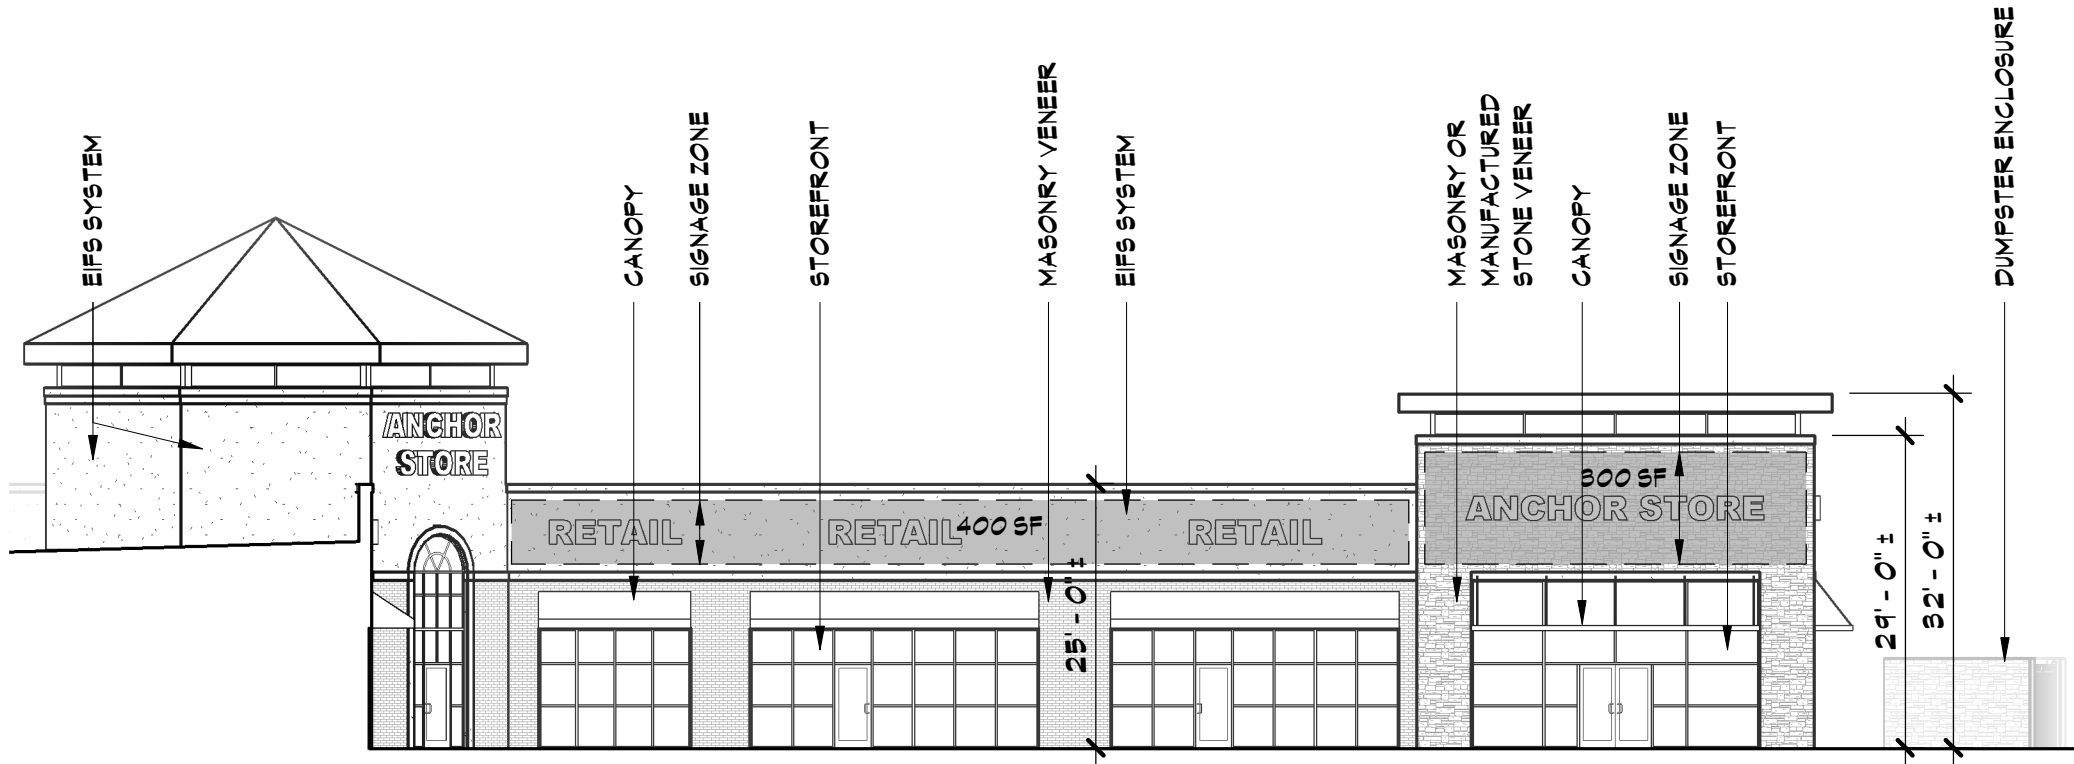 EIFS SYSTEM
CANOPY
SIGNAGE ZONE
STOREFRONT
MASONRY VENEER
EIFS SYSTEM
MASONRY OR
MANUFACTURED
STONE VENEER
CANOPY
SIGNAGE ZONE
STOREFRONT
DUMPSTER ENCLOSURE
ANCHOR
STORE
RETAIL
RETAIL
400 SF
RETAIL
300 SF
ANCHOR STORE
25' - 0" ±
29' - 0" ±
32' - 0" ±